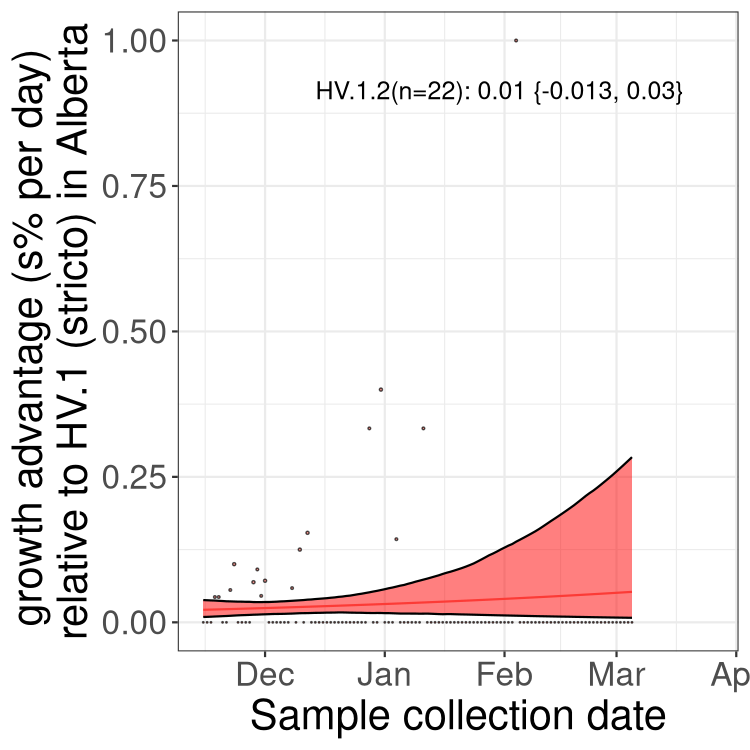 growth advantage (s% per day)
relative to HV.1 (stricto) in Alberta
1.00
0.75
0.50
0.25
0.00
HV.1.2(n=22): 0.01 {-0.013, 0.03}
Dec Jan Feb Mar Ap
Sample collection date